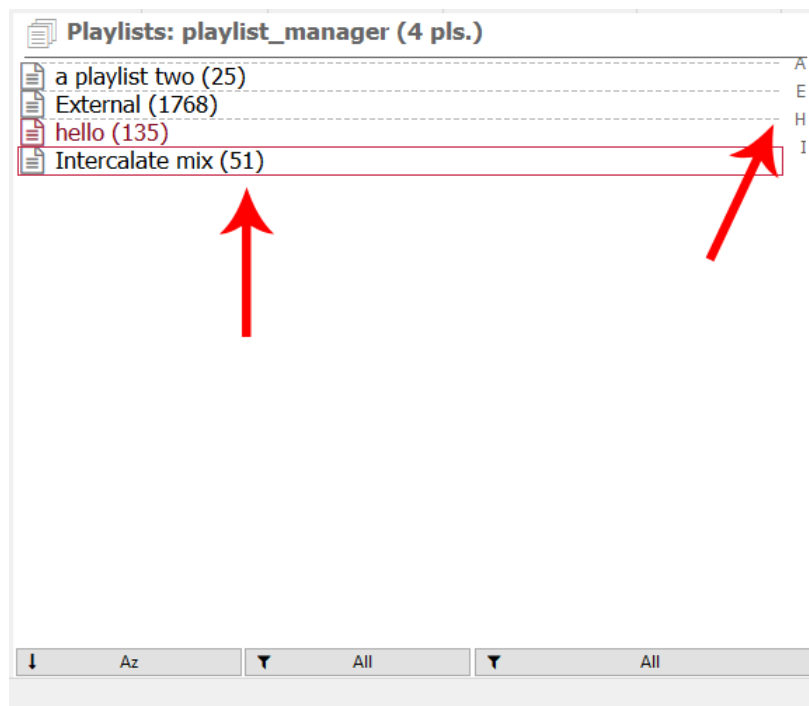 Playlists: playlist_manager (4 pls.)
a playlist two (25)
A
External (1768)
E
hello (135)
H
Intercalate mix (51)
I
Az All All